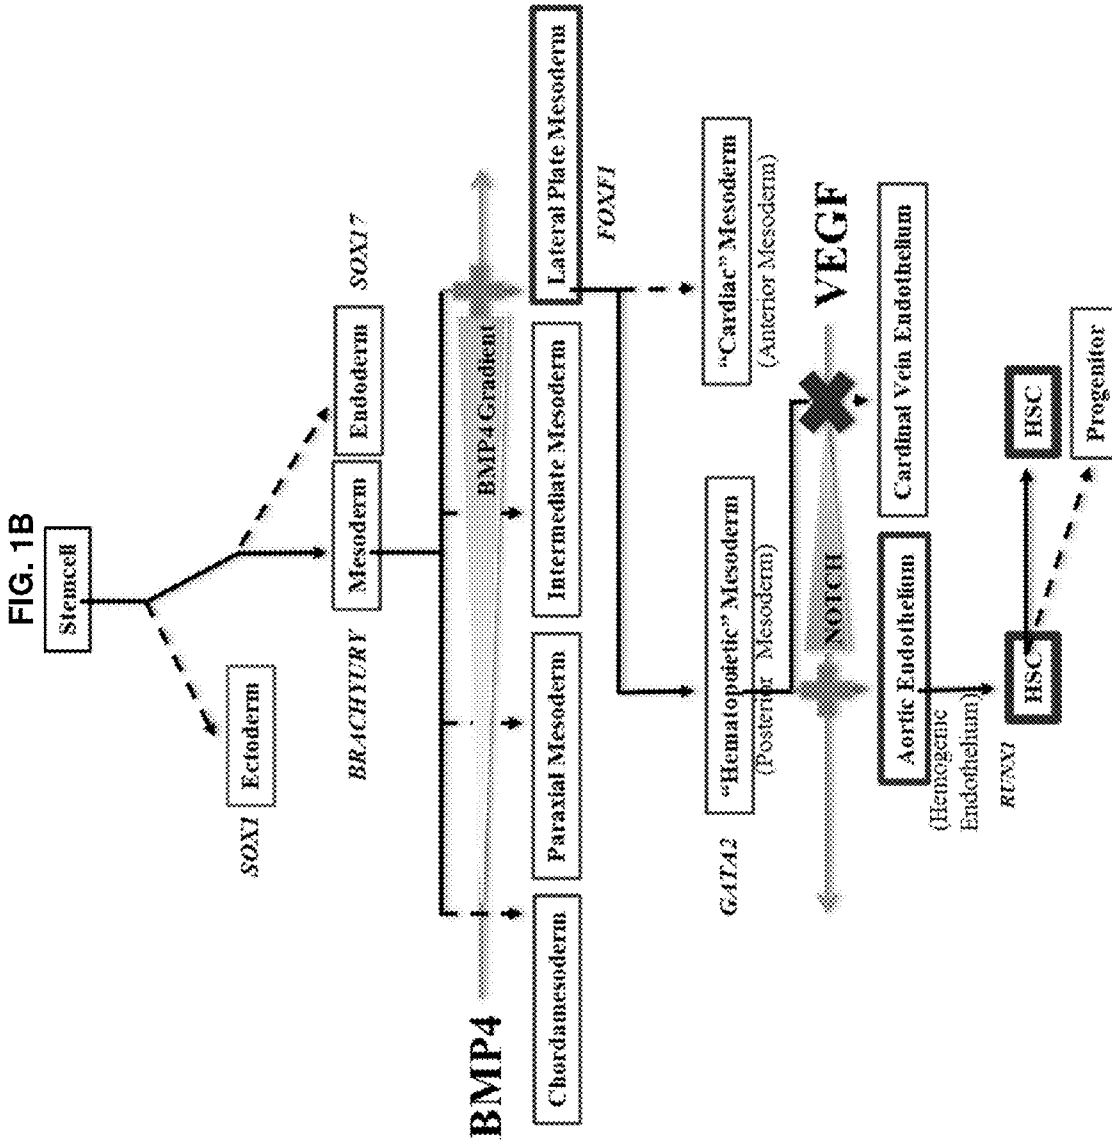 FIG. 1B
Stemcell
SOX1
Ectoderm
BRACHYURY
Mesoderm
Endoderm
SOX17
BMP4
BMP4 Gradient
Chordamesoderm
Paraxial Mesoderm
Intermediate Mesoderm
Lateral Plate Mesoderm
FOXF1
GATA2
"Hematopoietic" Mesoderm
(Posterior Mesoderm)
"Cardiac" Mesoderm
(Anterior Mesoderm)
NOTCH
VEGF
Aortic Endothelium
(Hemogenic
Endothelium)
Cardinal Vein Endothelium
RUNX1
HSC
HSC
Progenitor